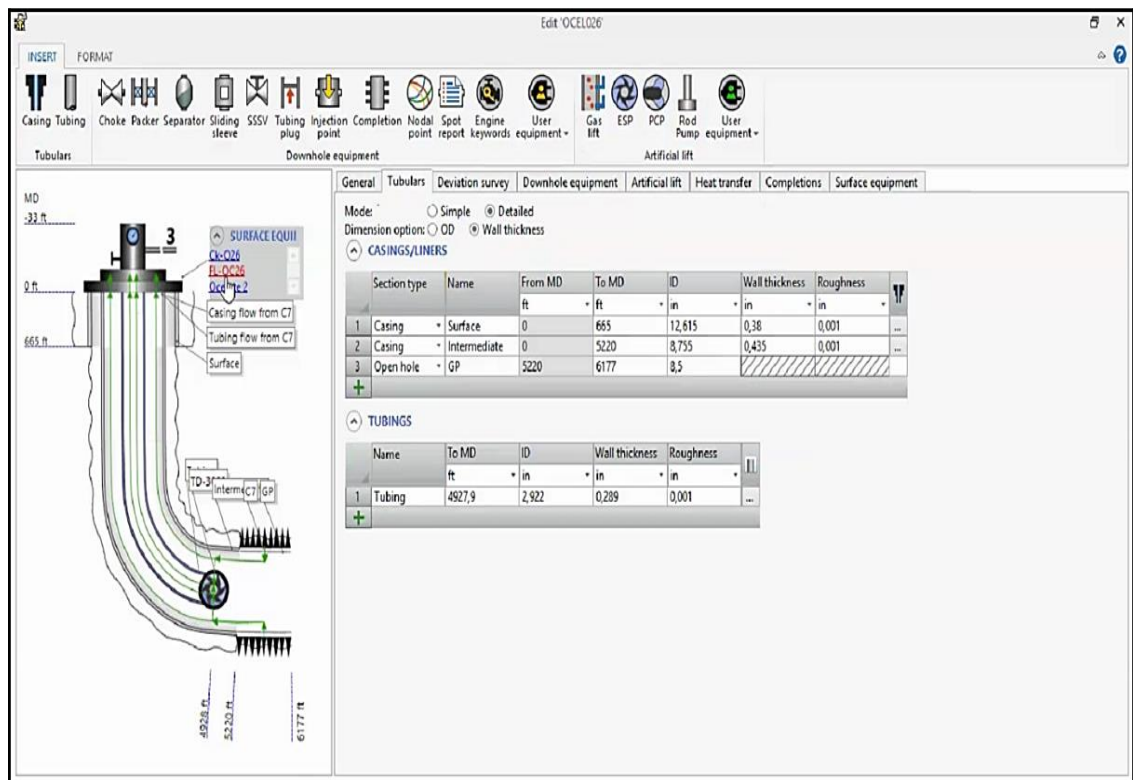 Edit 'OCEL026'
INSERT FORMAT
Casing Tubing Choke Packer Separator Sliding sleeve SSSV Tubing plug Injection point Completion Nodal point Spot report Engine keywords User equipment Gas lift ESP PCP Rod Pump User equipment
Tubulars Downhole equipment Artificial lift
General Tubulars Deviation survey Downhole equipment Artificial lift Heat transfer Completions Surface equipment
Mode: Simple Detailed
Dimension option: OD Wall thickness
CASINGS/LINERS
Section type Name From MD To MD ID Wall thickness Roughness
ft ft in in in
1 Casing Surface 0 665 12,615 0,38 0,001 ...
2 Casing Intermediate 0 5220 8,755 0,435 0,001 ...
3 Open hole GP 5220 6177 8,5
TUBINGS
Name To MD ID Wall thickness Roughness
ft in in in
1 Tubing 4927,9 2,922 0,289 0,001 ...
MD
-33 ft
3
SURFACE EQUII
Ck-O26
FL-OC26
0 ft
Casing flow from C7
Tubing flow from C7
665 ft
Surface
C7 GP
4928 ft
5220 ft
6177 ft